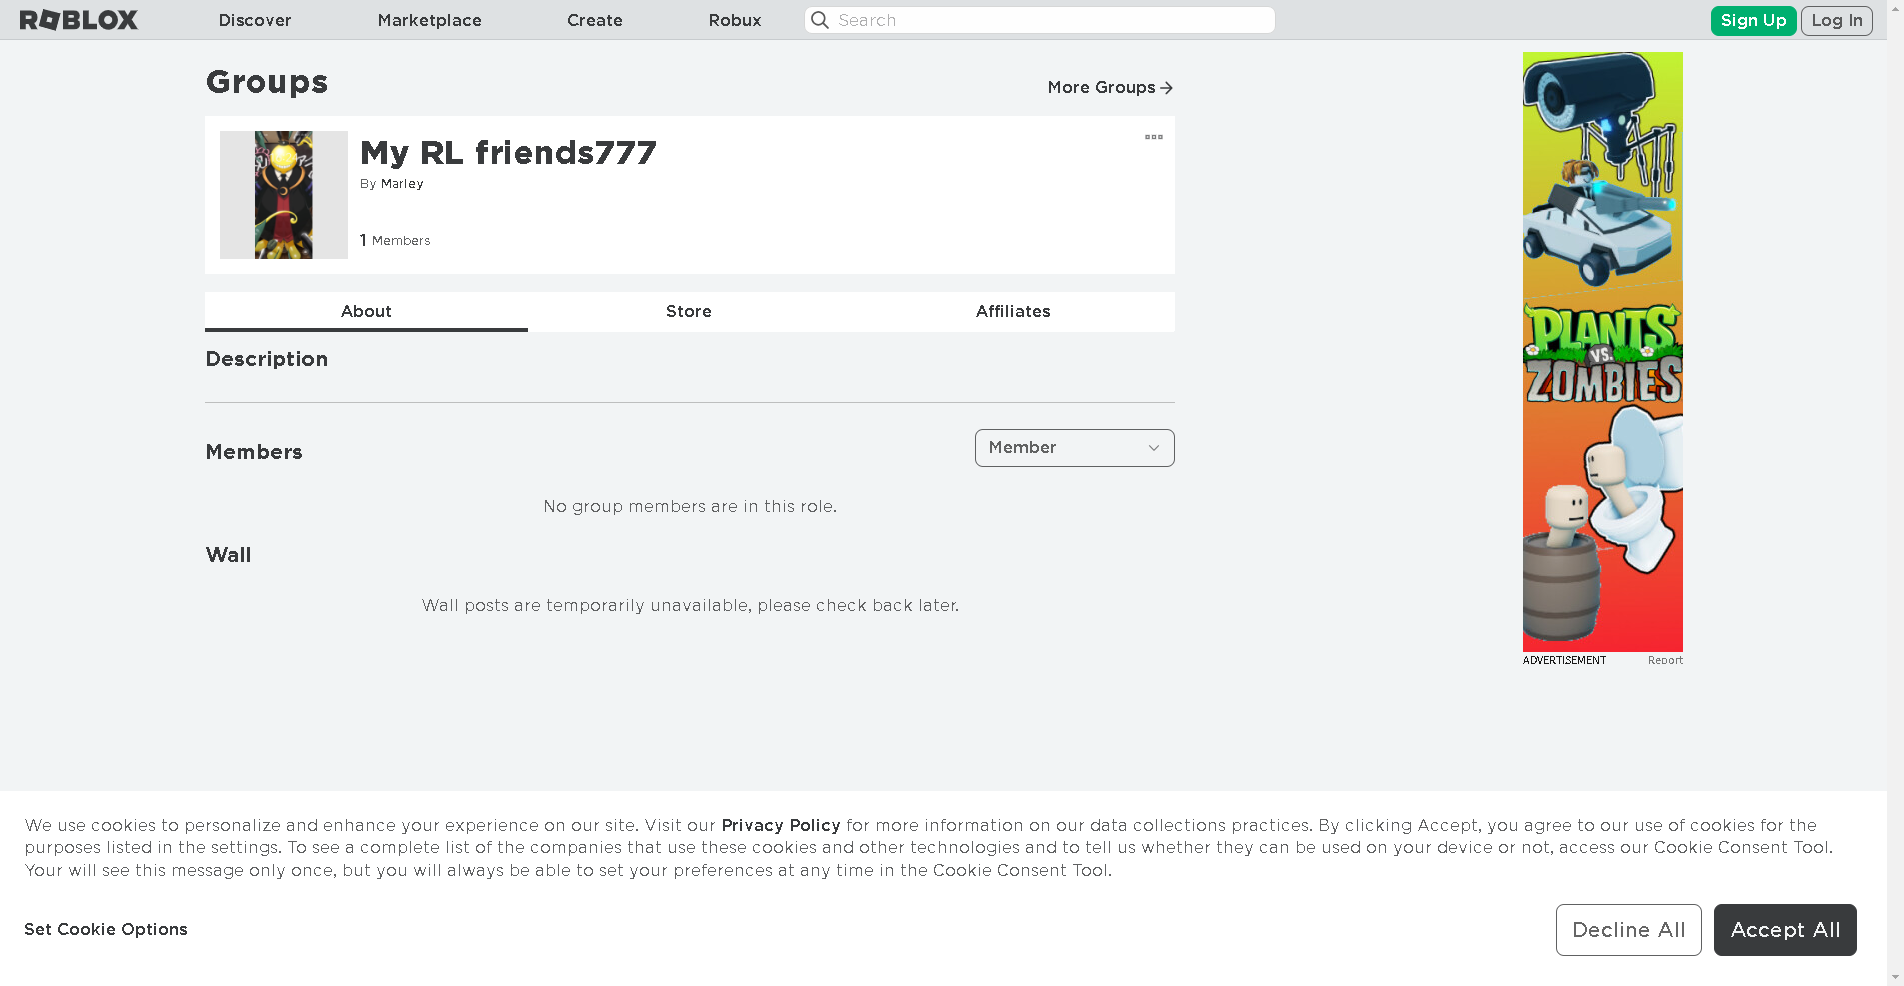 ROBLOX Discover Marketplace Create Robux Search Sign Up Log In
Groups
More Groups
My RL friends777
By Marley
1 Members
About Store Affiliates
Description
Members
Member
No group members are in this role.
Wall
Wall posts are temporarily unavailable, please check back later.
PLANTS
VS.
ZOMBIES
ADVERTISEMENT Report
We use cookies to personalize and enhance your experience on our site. Visit our Privacy Policy for more information on our data collections practices. By clicking Accept, you agree to our use of cookies for the
purposes listed in the settings. To see a complete list of the companies that use these cookies and other technologies and to tell us whether they can be used on your device or not, access our Cookie Consent Tool.
Your will see this message only once, but you will always be able to set your preferences at any time in the Cookie Consent Tool.
Set Cookie Options
Decline All
Accept All